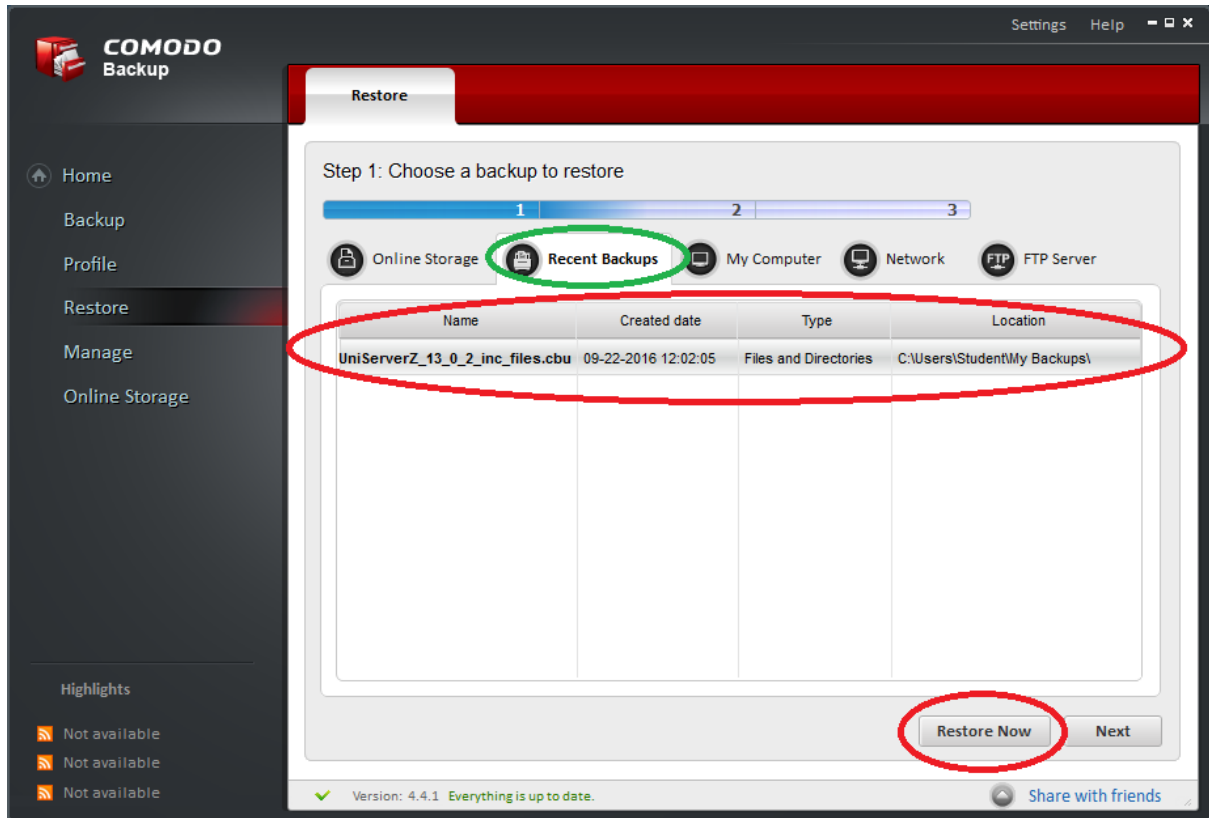 Settings Help
COMODO
Backup
Restore
Home
Backup
Profile
Restore
Manage
Online Storage
Step 1: Choose a backup to restore
1 2 3
Online Storage Recent Backups My Computer Network FTP FTP Server
Name Created date Type Location
UniServerZ_13_0_2_inc_files.cbu 09-22-2016 12:02:05 Files and Directories C:\Users\Student\My Backups\
Restore Now Next
Highlights
Not available
Not available
Not available
Version: 4.4.1 Everything is up to date. Share with friends